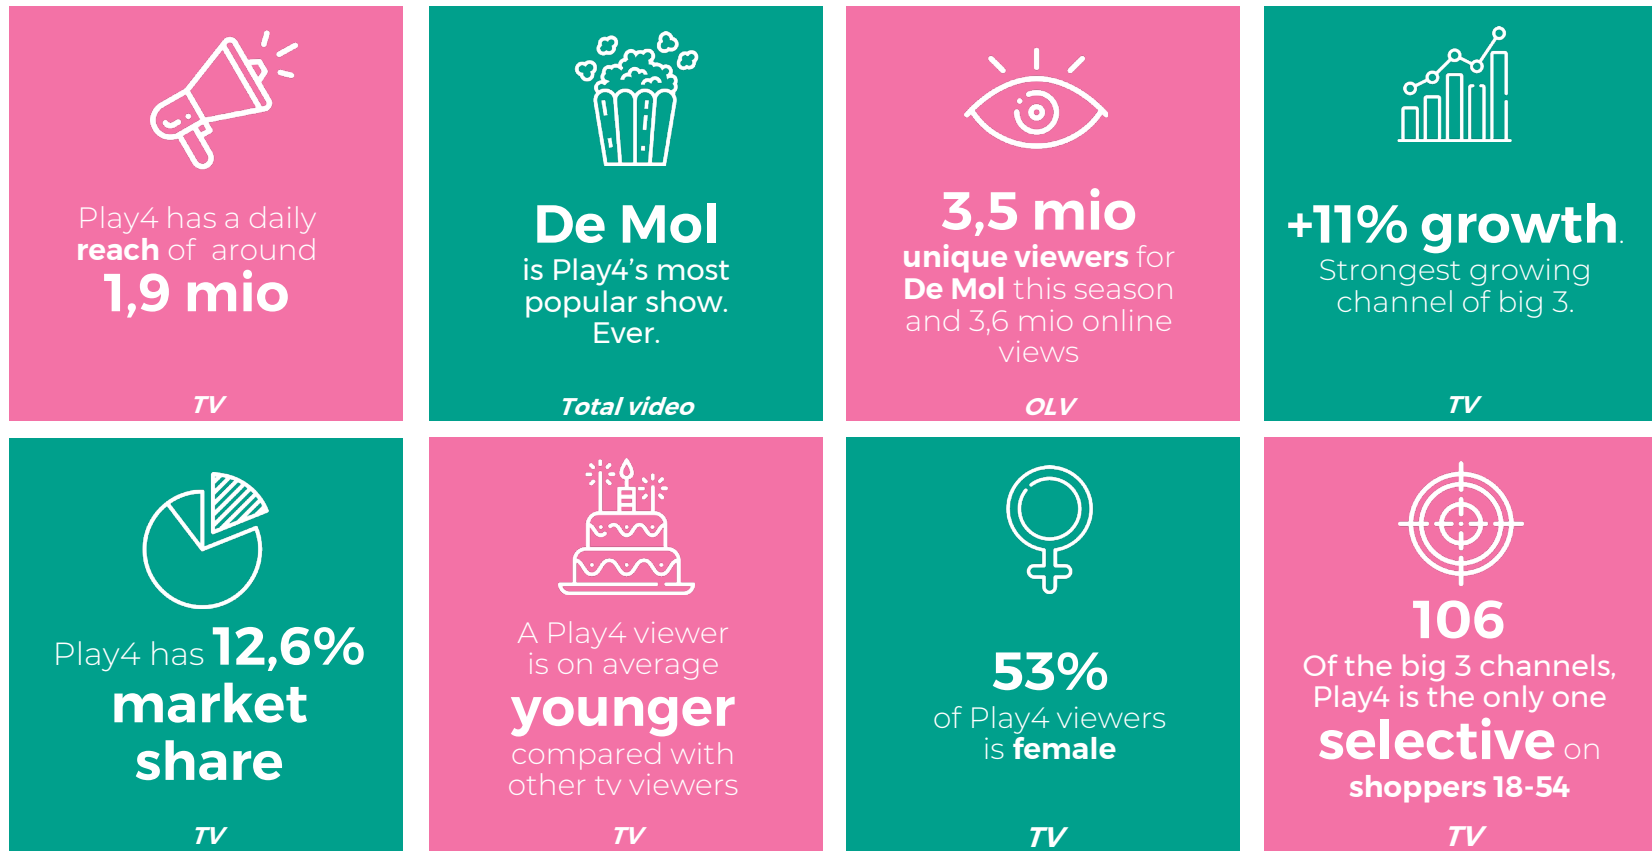 Play4 has a daily
reach of around
1,9 mio
TV
De Mol
is Play4's most
popular show.
Ever.
Total video
3,5 mio
unique viewers for
De Mol this season
and 3,6 mio online
views
OLV
+11% growth.
Strongest growing
channel of big 3.
TV
Play4 has 12,6%
market
share
TV
A Play4 viewer
is on average
younger
compared with
other tv viewers
TV
53%
of Play4 viewers
is female
TV
106
Of the big 3 channels,
Play4 is the only one
selective on
shoppers 18-54
TV